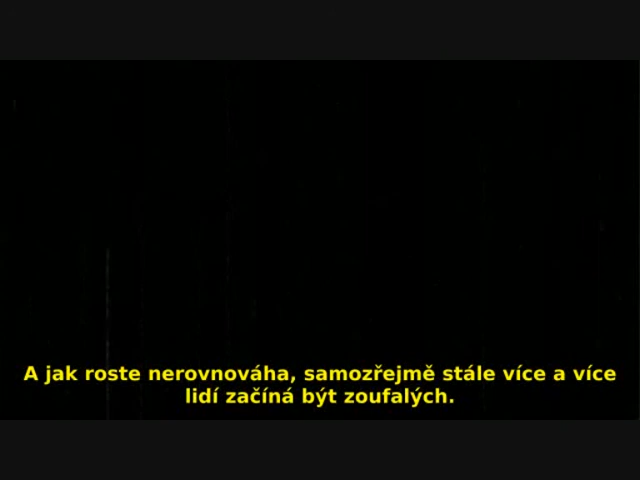 A jak roste nerovnováha, samozřejmě stále více a více
lidí začíná být zoufalých.